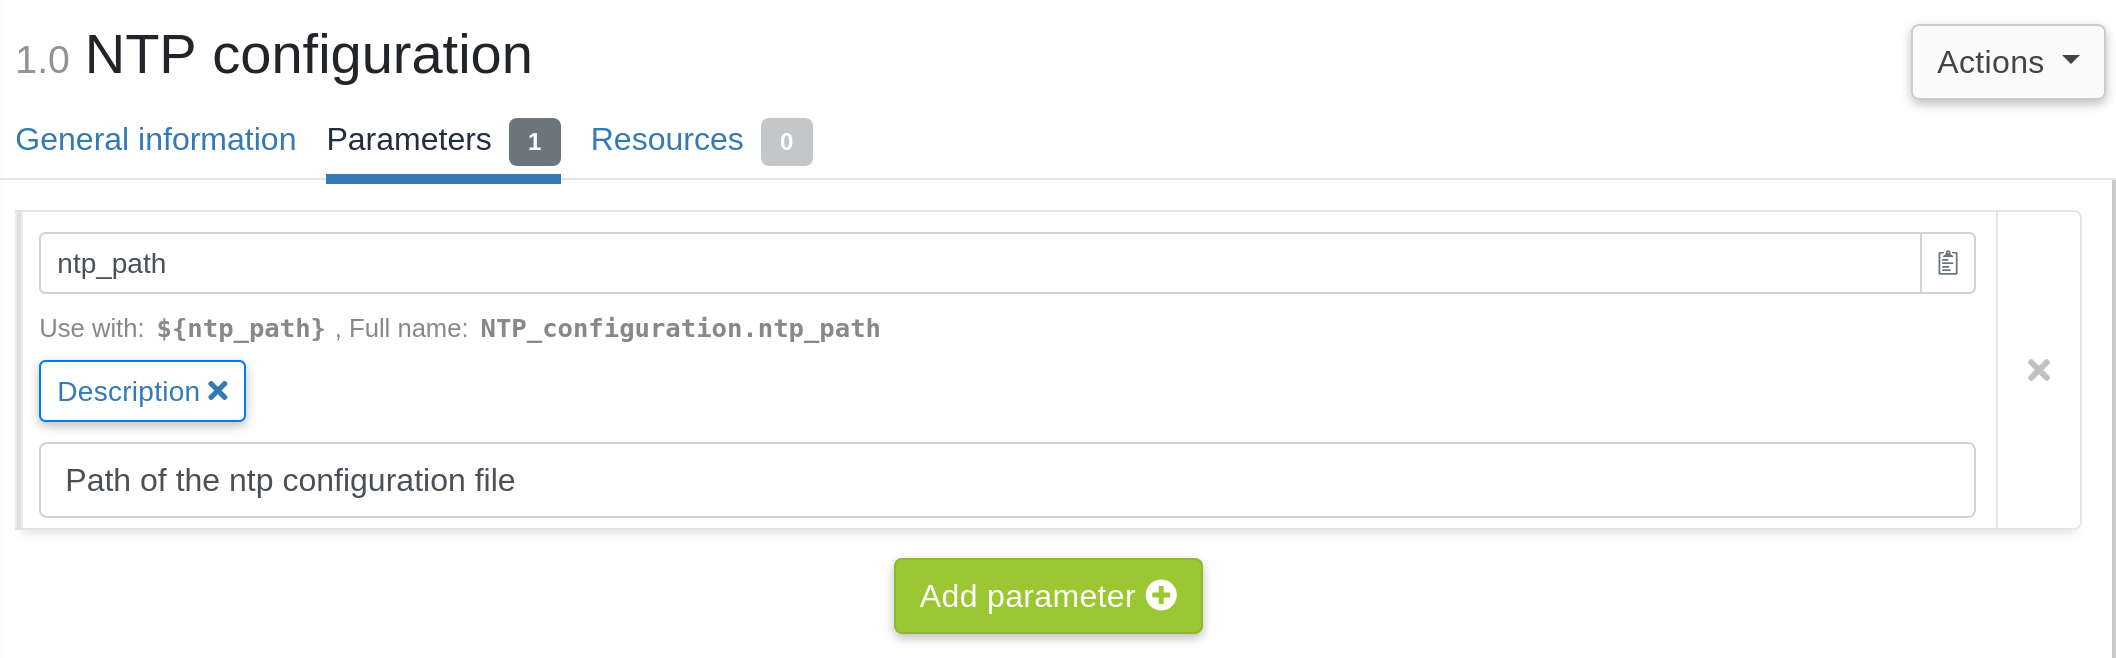 1.0 NTP configuration
Actions
General information Parameters 1 Resources 0
ntp_path
Use with: ${ntp_path} , Full name: NTP_configuration.ntp_path
Description
Path of the ntp configuration file
Add parameter